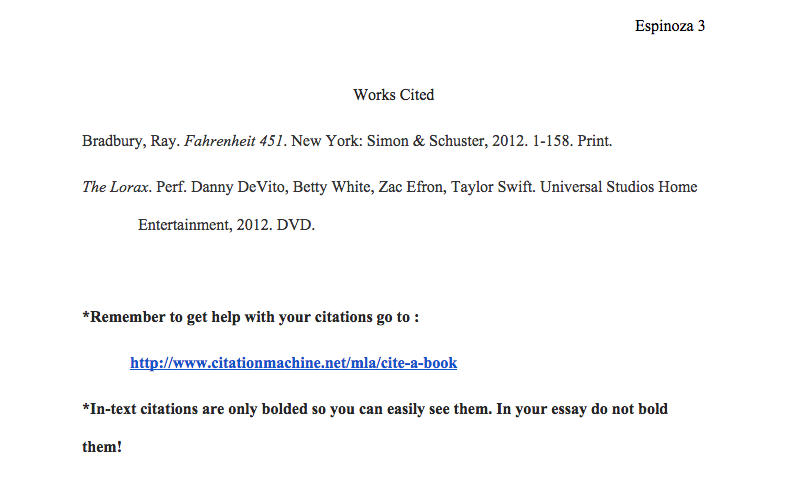 Espinoza 3
Works Cited
Bradbury, Ray. Fahrenheit 451. New York: Simon & Schuster, 2012. 1-158. Print.
The Lorax. Perf. Danny DeVito, Betty White, Zac Efron, Taylor Swift. Universal Studios Home
Entertainment, 2012. DVD.
*Remember to get help with your citations go to :
http://www.citationmachine.net/mla/cite-a-book
*In-text citations are only bolded so you can easily see them. In your essay do not bold
them!